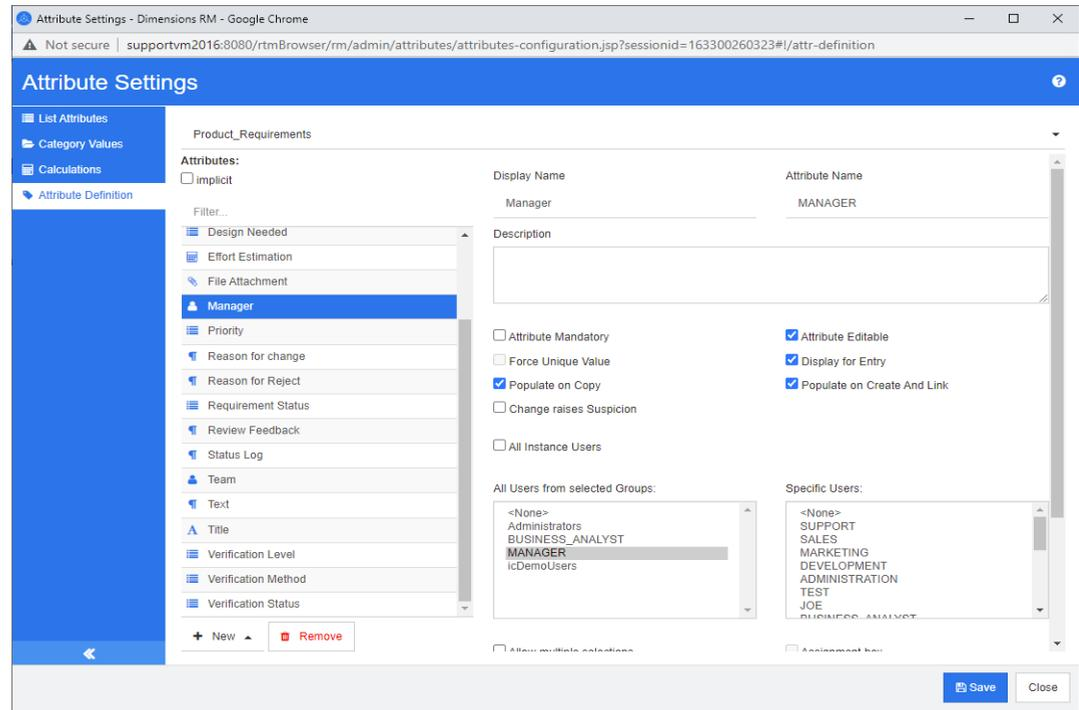 Attribute Settings - Dimensions RM - Google Chrome
Not secure | supportvm2016:8080/rtmBrowser/rm/admin/attributes/attributes-configuration.jsp?sessionid=163300260323#!/attr-definition
Attribute Settings
List Attributes
Category Values
Calculations
Attribute Definition
Product_Requirements
Attributes:
implicit
Filter...
Design Needed
Effort Estimation
File Attachment
Manager
Priority
Reason for change
Reason for Reject
Requirement Status
Review Feedback
Status Log
Team
Text
Title
Verification Level
Verification Method
Verification Status
New
Remove
Display Name
Attribute Name
Manager
MANAGER
Description
Attribute Mandatory
Attribute Editable
Force Unique Value
Display for Entry
Populate on Copy
Populate on Create And Link
Change raises Suspicion
All Instance Users
All Users from selected Groups:
<None>
Administrators
BUSINESS_ANALYST
MANAGER
icDemoUsers
Specific Users:
<None>
SUPPORT
SALES
MARKETING
DEVELOPMENT
ADMINISTRATION
TEST
JOE
BUSINESS_ANALYST
Allow multiple selections
Assignment box
Save
Close